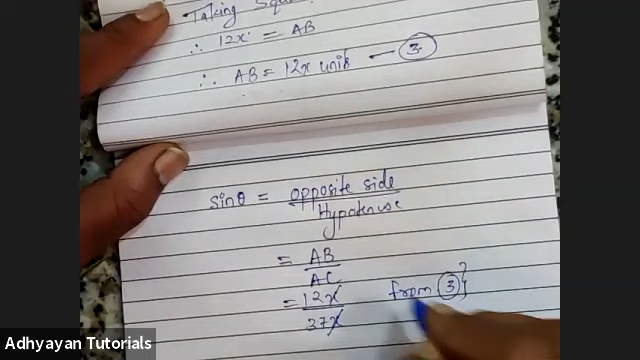 Taking Squa
∴ 12x = AB
∴ AB = 12x unit — ③
sinθ = opposite side / Hypotenuse
= AB / AC
= 12x / 37x from ③}
Adhyayan Tutorials